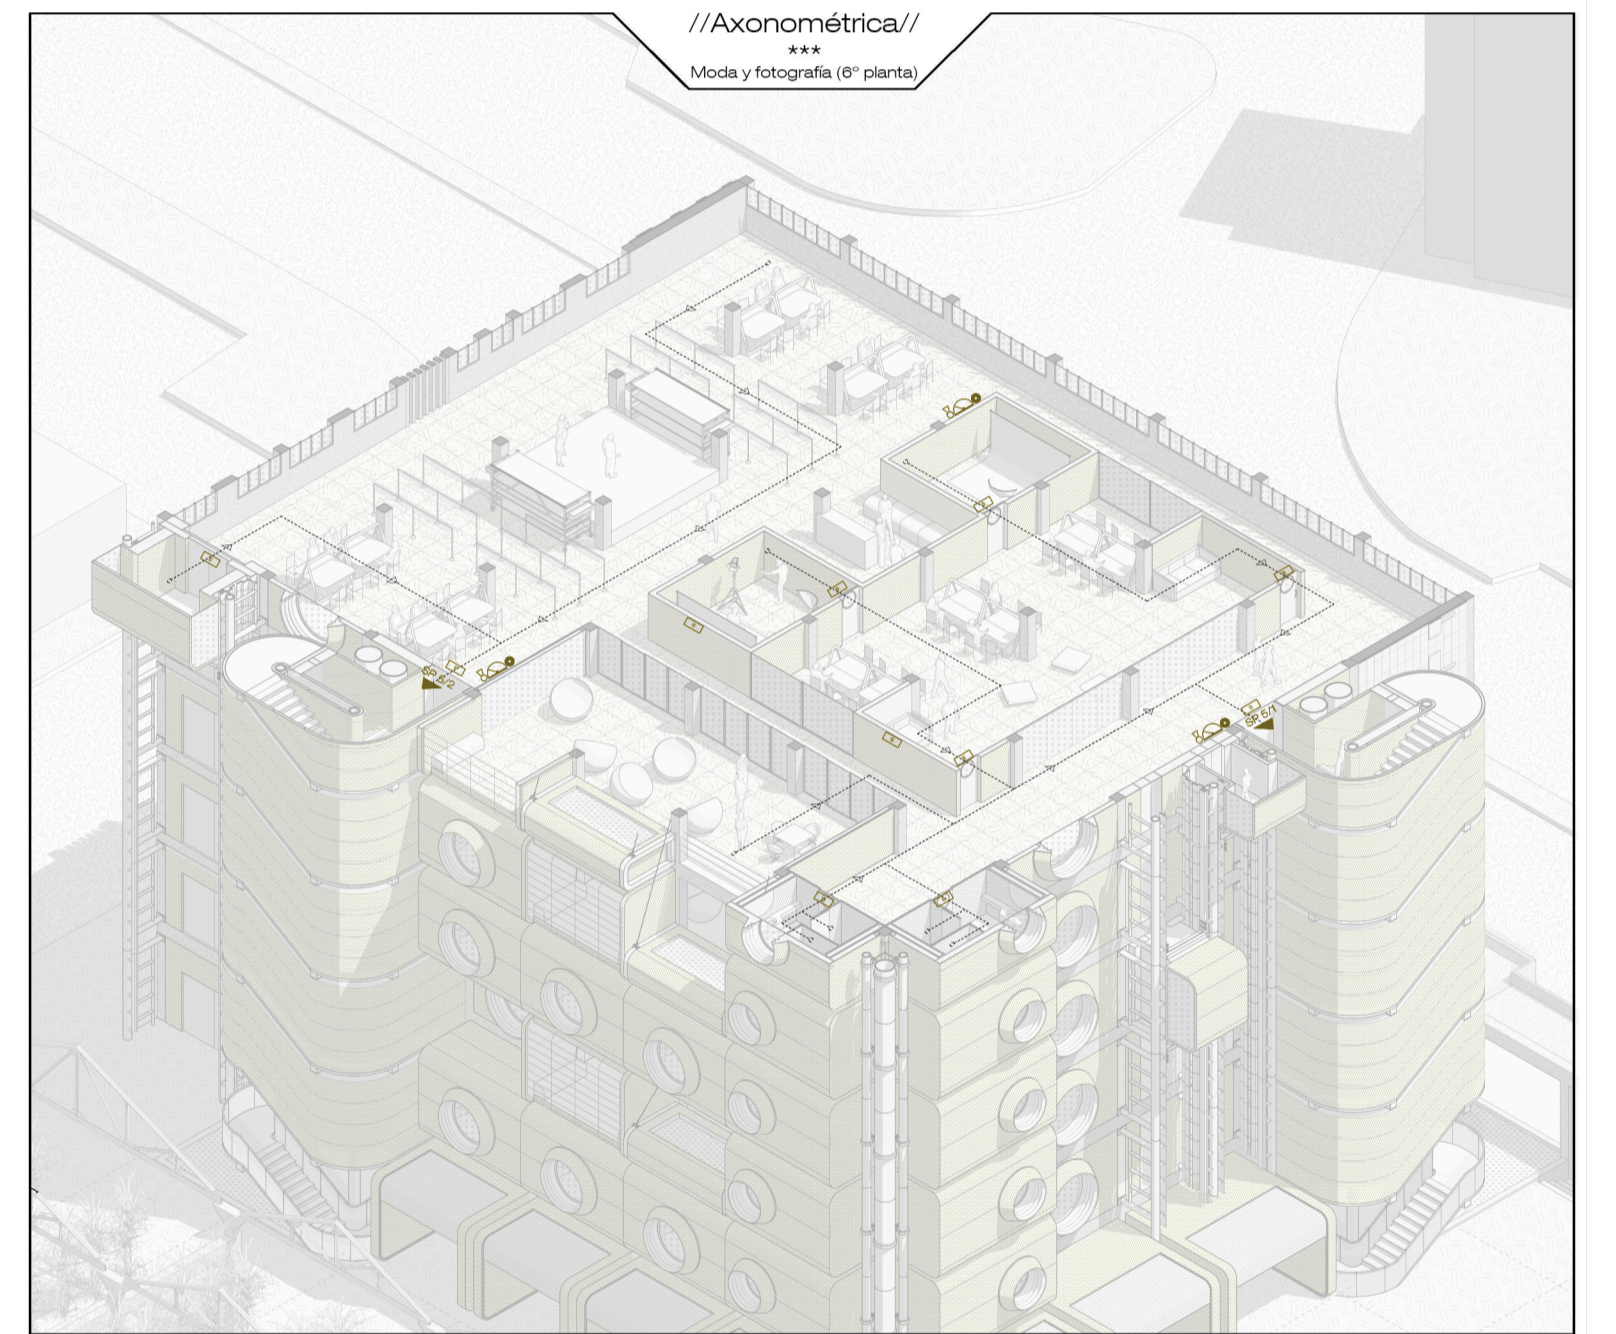 //Axonométrica//
***
Moda y fotografía (6º planta)
SP 5/2
SP 5/1